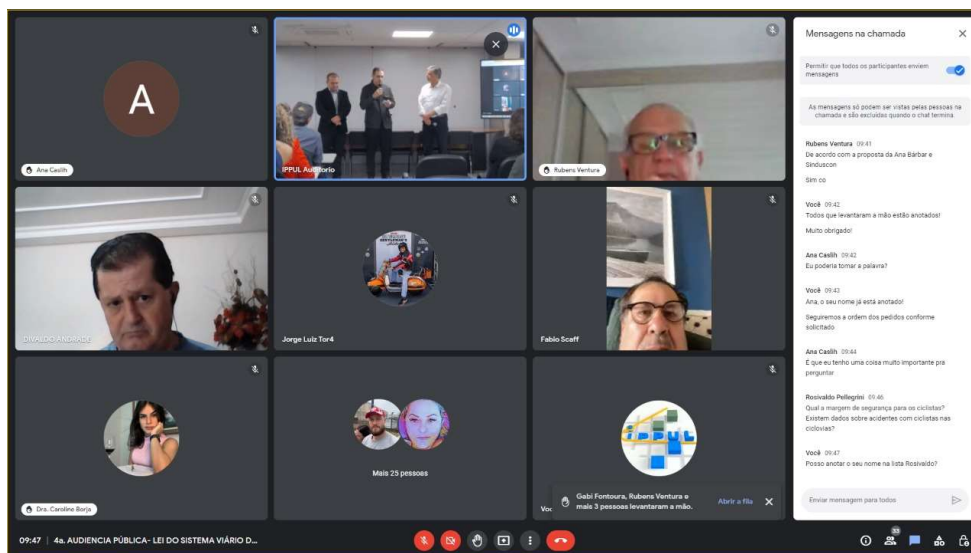 A
Ana Caslih
IPPUL Auditorio
Rubens Ventura
DIVALDO ANDRADE
Jorge Luiz Tor4
Fabio Scaff
Dra. Caroline Borja
Mais 25 pessoas
IPPUL
Voc
Gabi Fontoura, Rubens Ventura e
mais 3 pessoas levantaram a mão.
Abrir a fila
09:47 | 4a. AUDIENCIA PÚBLICA- LEI DO SISTEMA VIÁRIO D...
Mensagens na chamada
Permitir que todos os participantes enviem
mensagens
As mensagens só podem ser vistas pelas pessoas na
chamada e são excluídas quando o chat termina.
Rubens Ventura 09:41
De acordo com a proposta da Ana Bárbar e
Sinduscon
Sim co
Você 09:42
Todos que levantaram a mão estão anotados!
Muito obrigado!
Ana Caslih 09:42
Eu poderia tomar a palavra?
Você 09:43
Ana, o seu nome já está anotado!
Seguiremos a ordem dos pedidos conforme
solicitado
Ana Caslih 09:44
É que eu tenho uma coisa muito importante pra
perguntar
Rosivaldo Pellegrini 09:46
Qual a margem de segurança para os ciclistas?
Existem dados sobre acidentes com ciclistas nas
ciclovias?
Você 09:47
Posso anotar o seu nome na lista Rosivaldo?
Enviar mensagem para todos
33